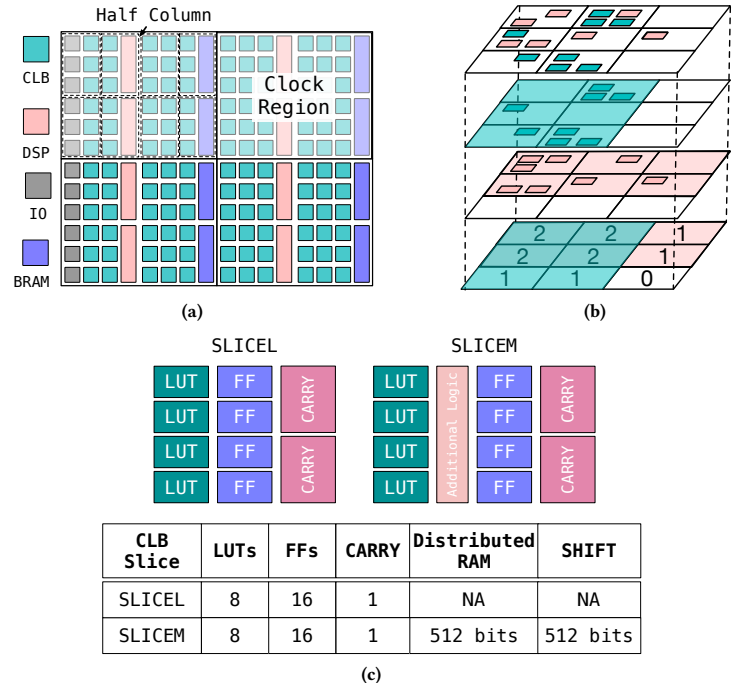 Half Column
CLB
DSP
IO
BRAM
Clock
Region
(a)
2 2 1
2 2 1
1 1 0
(b)
SLICEL SLICEM
LUT FF CARRY LUT Additional Logic FF CARRY
LUT FF LUT FF
LUT FF CARRY LUT FF CARRY
LUT FF LUT FF
CLB Slice LUTs FFs CARRY Distributed RAM SHIFT
SLICEL 8 16 1 NA NA
SLICEM 8 16 1 512 bits 512 bits
(c)